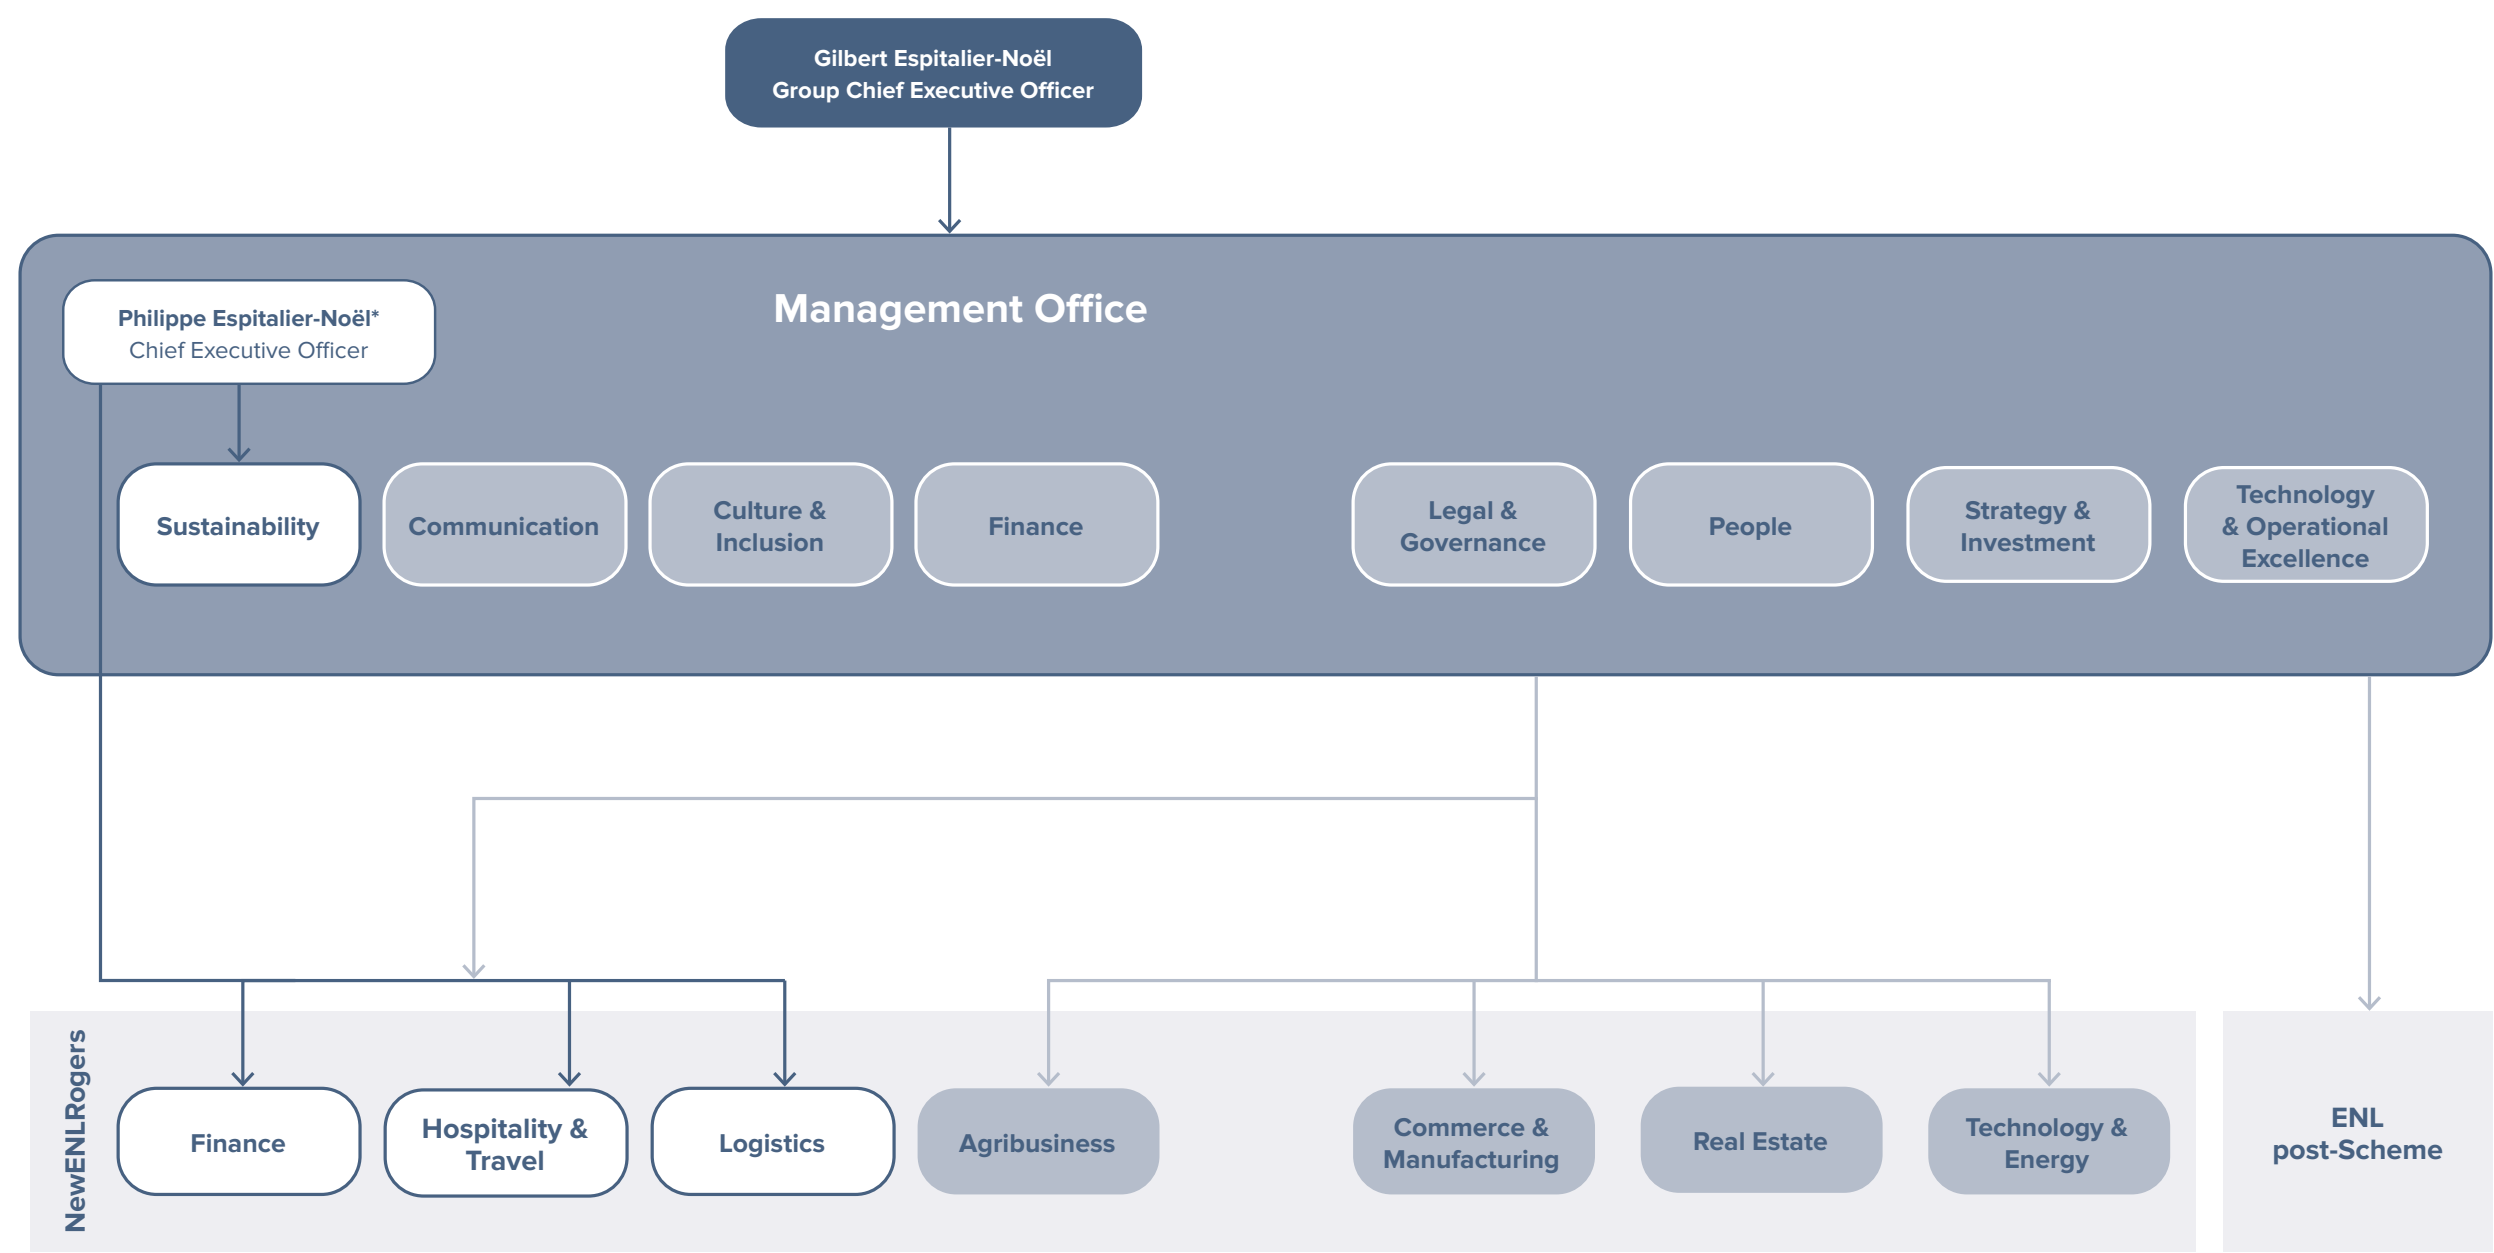 Gilbert Espitalier-Noël
Group Chief Executive Officer
Management Office
Philippe Espitalier-Noël*
Chief Executive Officer
Sustainability
Communication
Culture &
Inclusion
Finance
Legal &
Governance
People
Strategy &
Investment
Technology
& Operational
Excellence
NewENLRogers
Finance
Hospitality &
Travel
Logistics
Agribusiness
Commerce &
Manufacturing
Real Estate
Technology &
Energy
ENL
post-Scheme